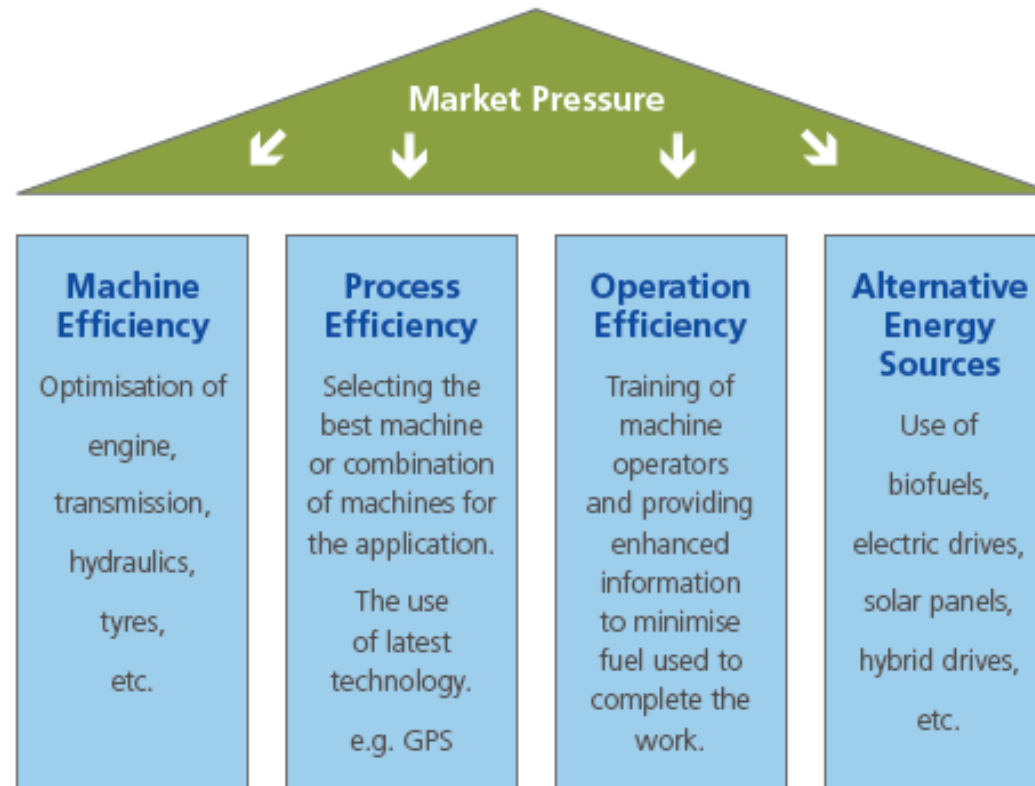 Market Pressure
Machine
Efficiency
Optimisation of
engine,
transmission,
hydraulics,
tyres,
etc.
Process
Efficiency
Selecting the
best machine
or combination
of machines for
the application.
The use
of latest
technology.
e.g. GPS
Operation
Efficiency
Training of
machine
operators
and providing
enhanced
information
to minimise
fuel used to
complete the
work.
Alternative
Energy
Sources
Use of
biofuels,
electric drives,
solar panels,
hybrid drives,
etc.